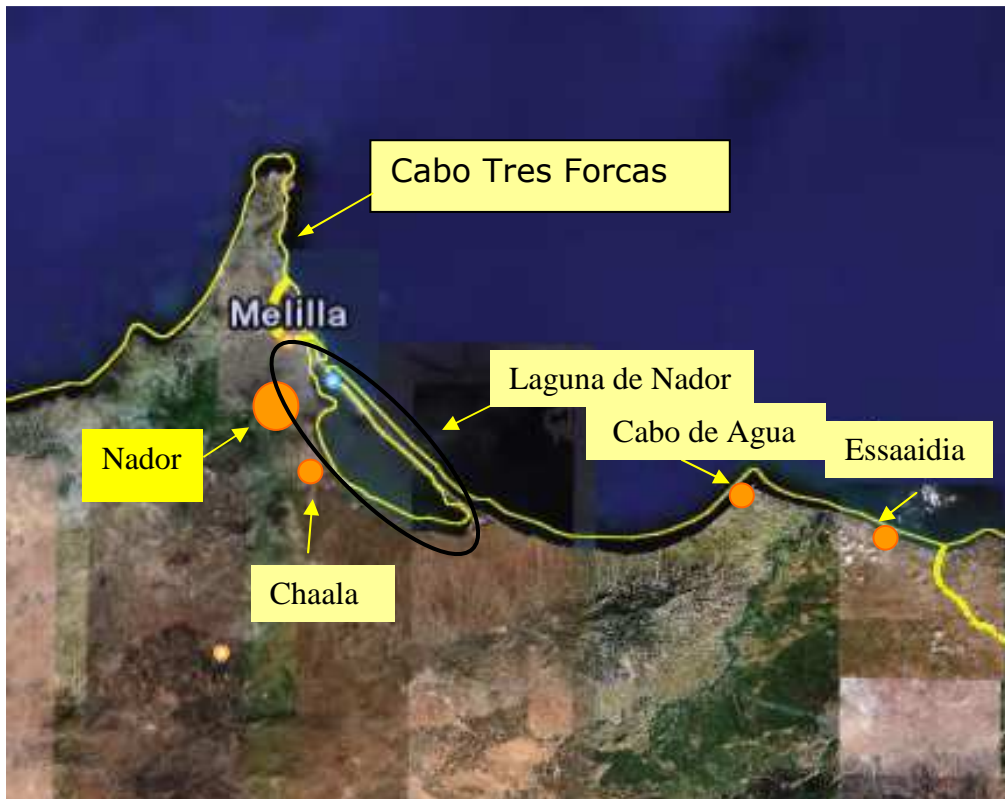 Cabo Tres Forcas
Melilla
Laguna de Nador
Cabo de Agua
Essaaidia
Nador
Chaala